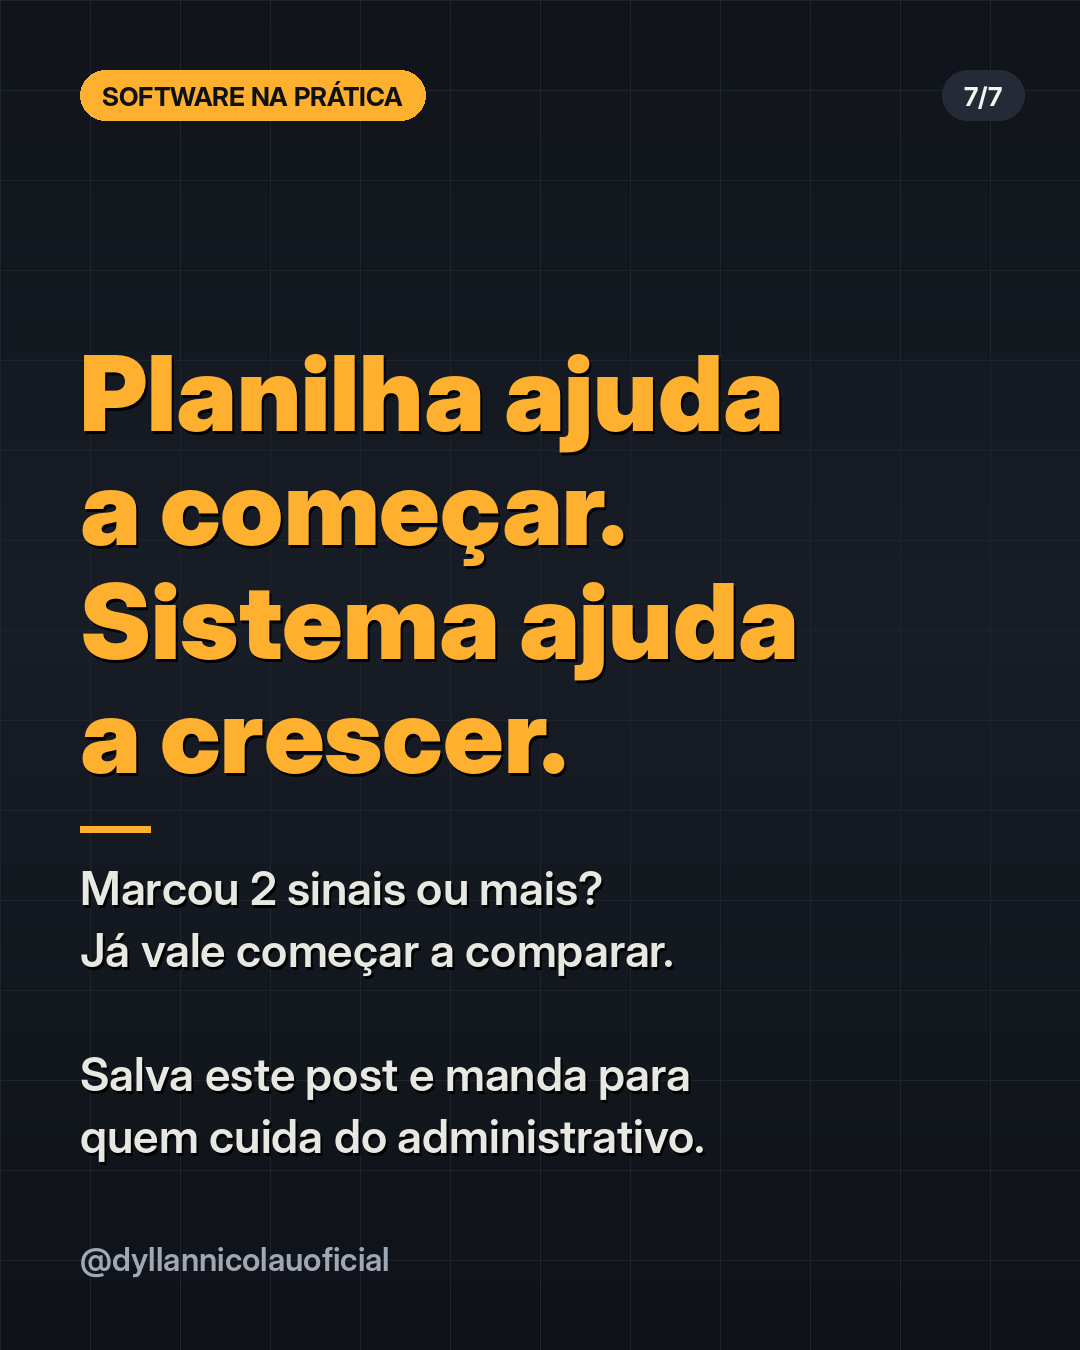 SOFTWARE NA PRÁTICA
7/7
Planilha ajuda
a começar.
Sistema ajuda
a crescer.
Marcou 2 sinais ou mais?
Já vale começar a comparar.
Salva este post e manda para
quem cuida do administrativo.
@dyllannicolauoficial